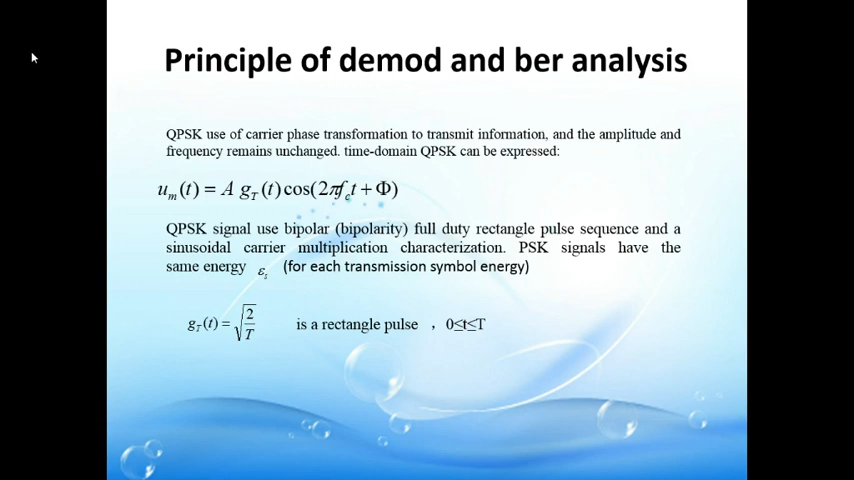 Principle of demod and ber analysis
QPSK use of carrier phase transformation to transmit information, and the amplitude and
frequency remains unchanged. time-domain QPSK can be expressed:
u_m(t) = A g_T(t)cos(2πf_c t + Φ)
QPSK signal use bipolar (bipolarity) full duty rectangle pulse sequence and a
sinusoidal carrier multiplication characterization. PSK signals have the
same energy ε_s (for each transmission symbol energy)
g_T(t) = √(2/T) is a rectangle pulse ，0≤t≤T